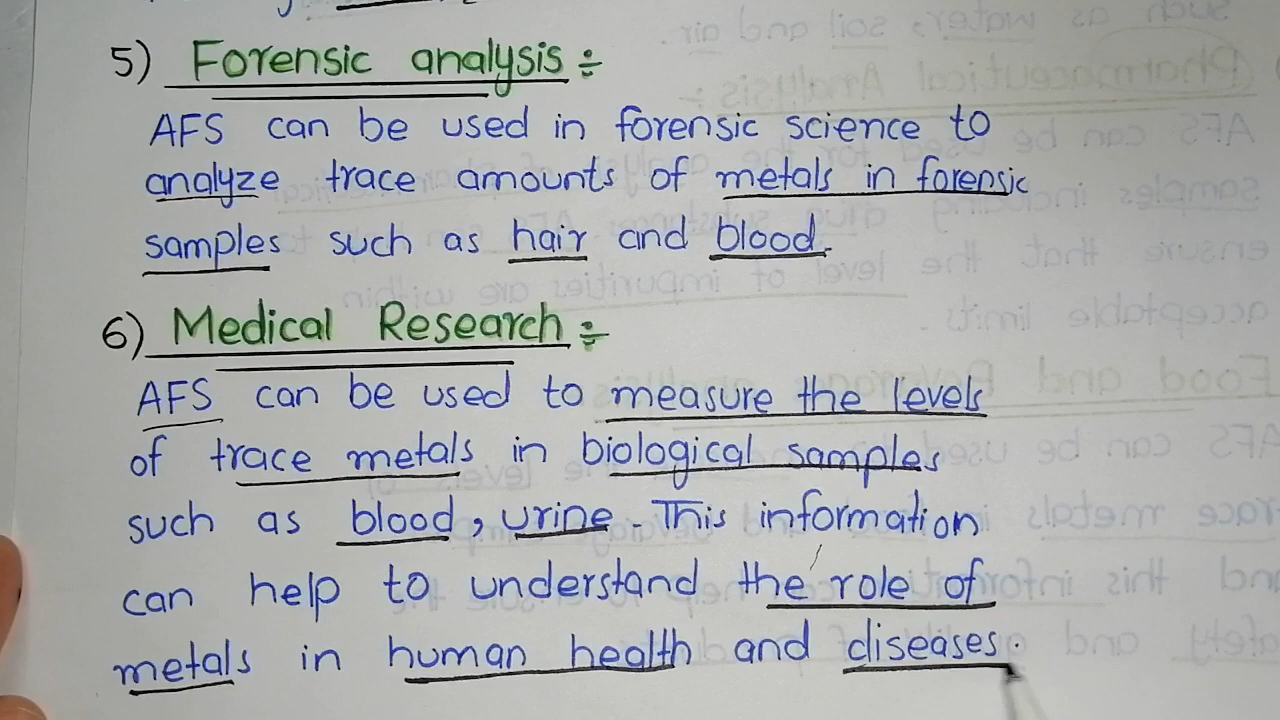 5) Forensic analysis ÷
AFS can be used in forensic science to
analyze trace amounts of metals in forensic
samples such as hair and blood.
6) Medical Research ÷
AFS can be used to measure the levels
of trace metals in biological samples
such as blood, urine. This information
can help to understand the role of
metals in human health and diseases.